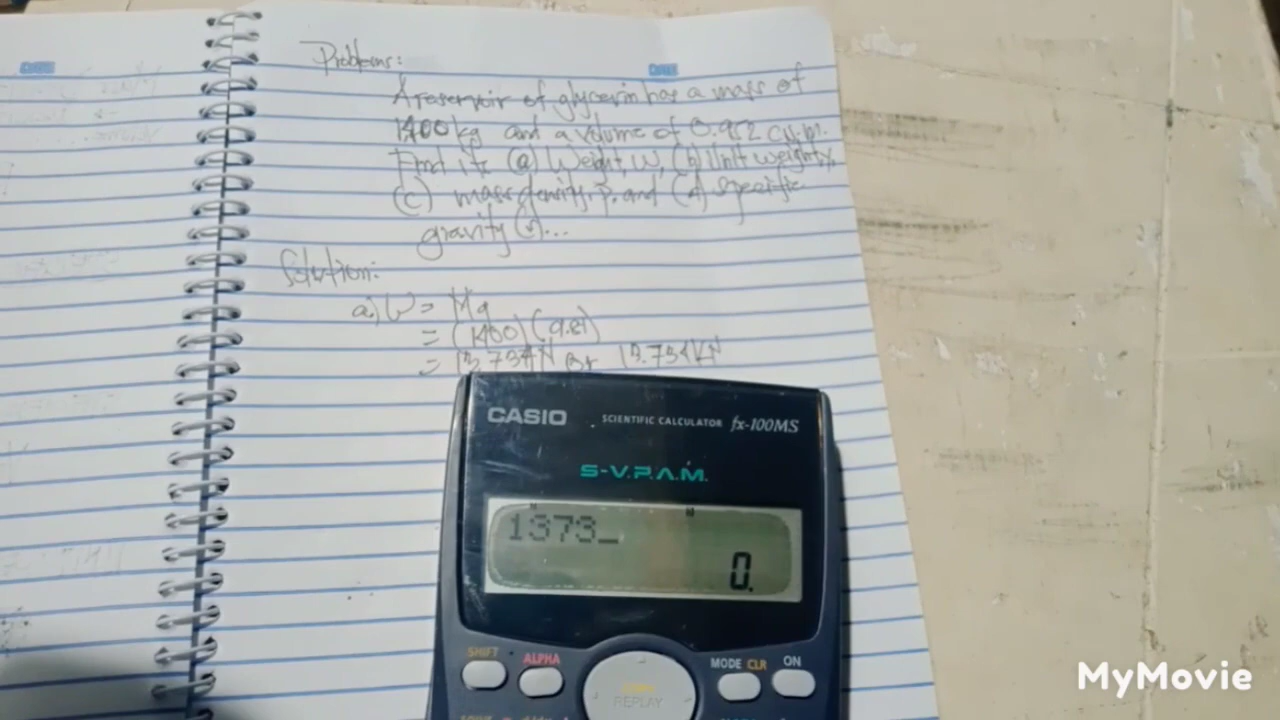 Problems:
A reservoir of glycerin has a mass of
1400 kg and a volume of 0.952 cu.m.
Find its (a) Weight, W, (b) Unit weight, γ,
(c) mass density, ρ, and (d) Specific
gravity (s)...
Solution:
a.) W = Mg
= (1400) (9.81)
= 13 734 N or 13.734 KN
CASIO SCIENTIFIC CALCULATOR fx-100MS
S-V.P.A.M.
M
1373_
0.
SHIFT ALPHA MODE CLR ON
REPLAY
MyMovie